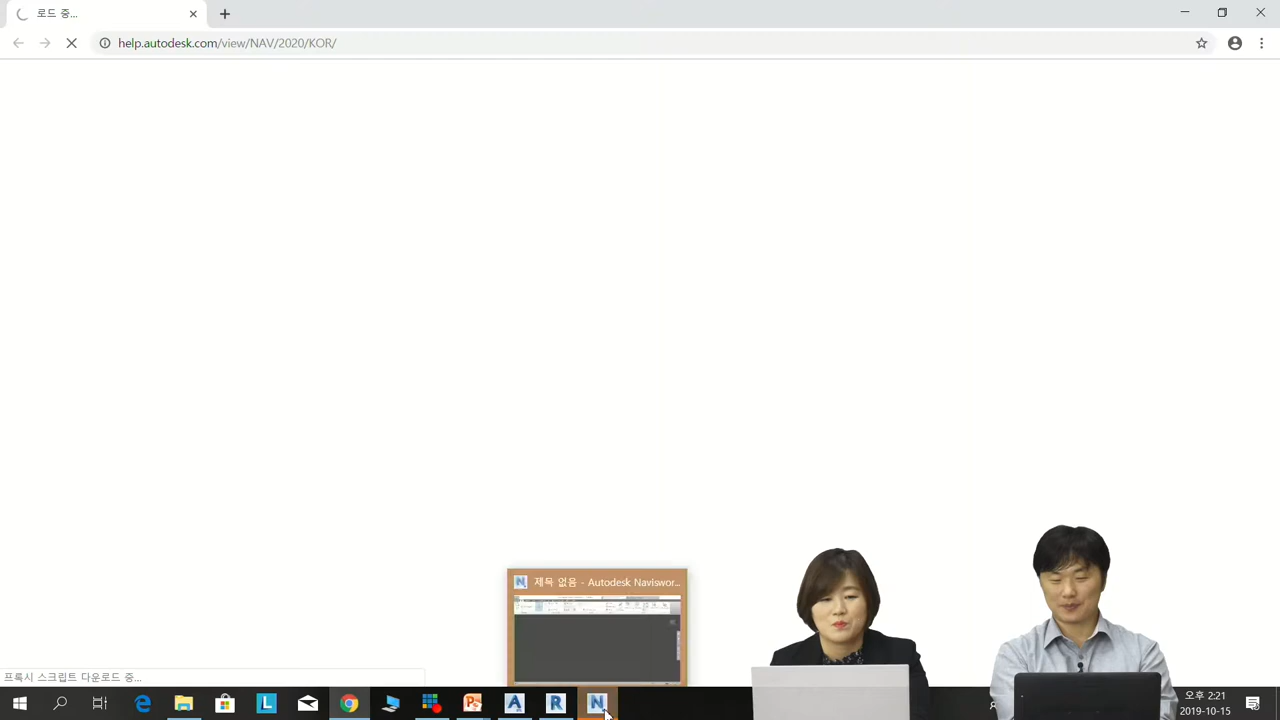 로드 중...
help.autodesk.com/view/NAV/2020/KOR/
제목 없음 - Autodesk Naviswor...
프록시 스크립트 다운로드 중...
오후 2:21
2019-10-15